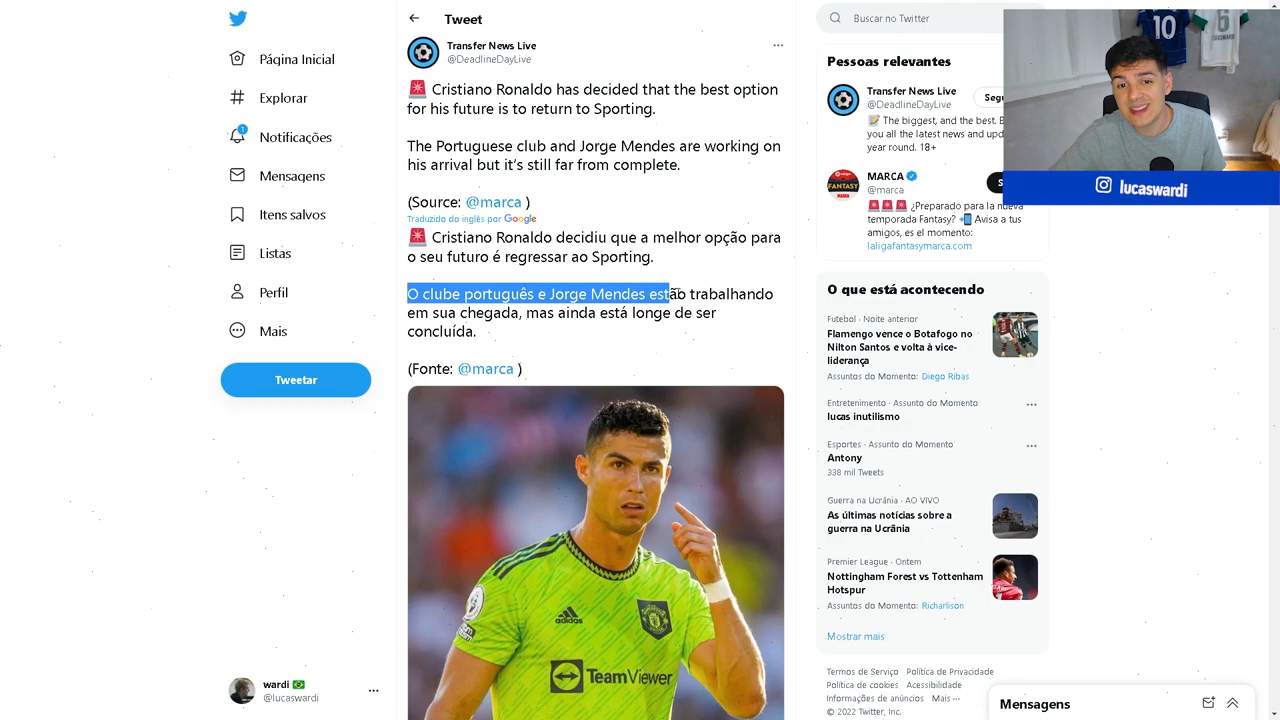 Página Inicial
Explorar
1
Notificações
Mensagens
Itens salvos
Listas
Perfil
Mais
Tweetar
wardi
@lucaswardi
Tweet
Transfer News Live
@DeadlineDayLive
Cristiano Ronaldo has decided that the best option
for his future is to return to Sporting.
The Portuguese club and Jorge Mendes are working on
his arrival but it's still far from complete.
(Source: @marca )
Traduzido do inglês por Google
Cristiano Ronaldo decidiu que a melhor opção para
o seu futuro é regressar ao Sporting.
O clube português e Jorge Mendes estão trabalhando
em sua chegada, mas ainda está longe de ser
concluída.
(Fonte: @marca )
adidas
TeamViewer
Buscar no Twitter
Pessoas relevantes
Transfer News Live
@DeadlineDayLive
Segu
The biggest, and the best. B
you all the latest news and upd
year round. 18+
MARCA
@marca
S
¿Preparado para la nueva
temporada Fantasy? Avisa a tus
amigos, es el momento:
laligafantasymarca.com
FANTASY
10
6
lucaswardi
O que está acontecendo
Futebol · Noite anterior
Flamengo vence o Botafogo no
Nilton Santos e volta à vice-
liderança
Assuntos do Momento: Diego Ribas
Entretenimento · Assunto do Momento
lucas inutilismo
Esportes · Assunto do Momento
Antony
338 mil Tweets
Guerra na Ucrânia · AO VIVO
As últimas notícias sobre a
guerra na Ucrânia
Premier League · Ontem
Nottingham Forest vs Tottenham
Hotspur
Assuntos do Momento: Richarlison
Mostrar mais
Termos de Serviço Política de Privacidade
Política de cookies Acessibilidade
Informações de anúncios Mais ···
© 2022 Twitter, Inc.
Mensagens